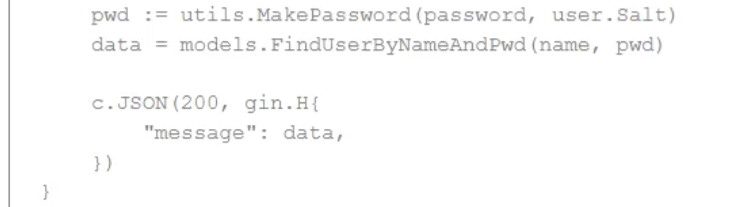 pwd := utils.MakePassword(password, user.Salt)
data = models.FindUserByNameAndPwd(name, pwd)
c.JSON(200, gin.H{
"message": data,
})
}